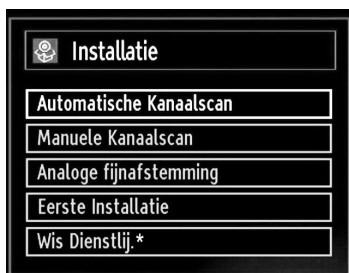 Installatie
Automatische Kanaalscan
Manuele Kanaalscan
Analoge fijnafstemming
Eerste Installatie
Wis Dienstlij.*